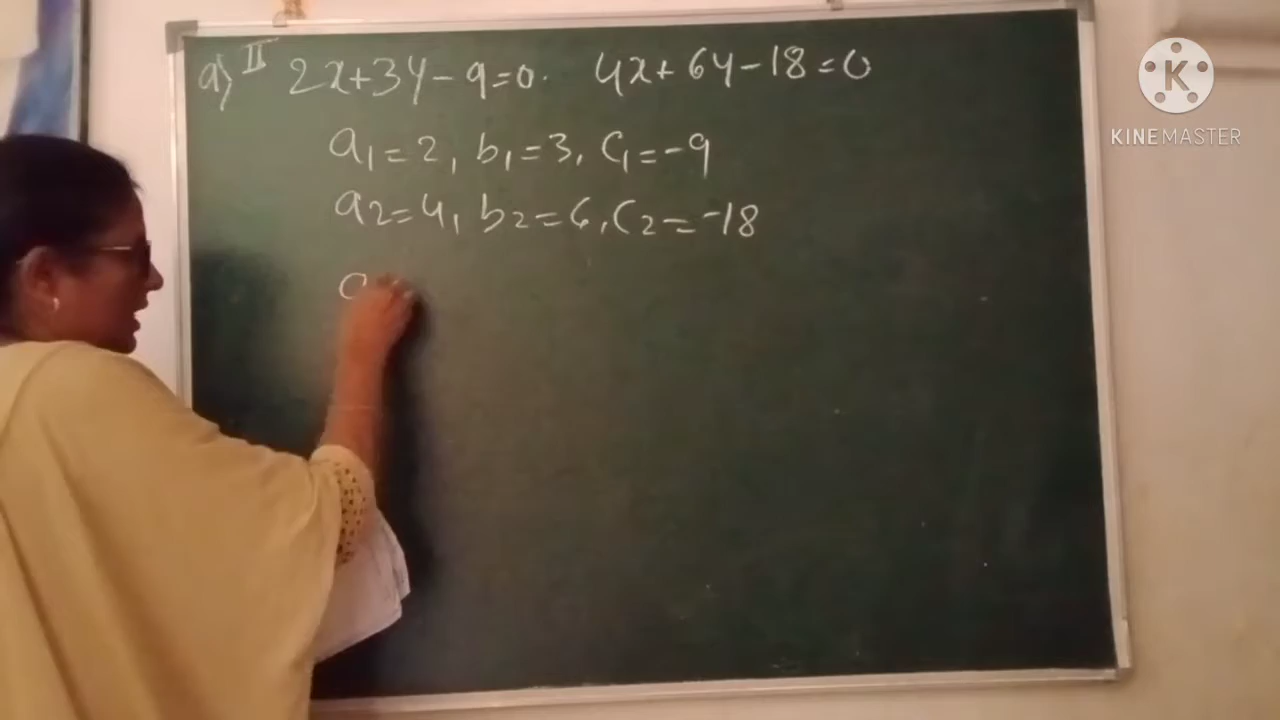 a) II 2x+3y-9=0. 4x+6y-18=0
a1=2, b1=3, c1=-9
a2=4, b2=6, c2=-18
a
K
KINEMASTER